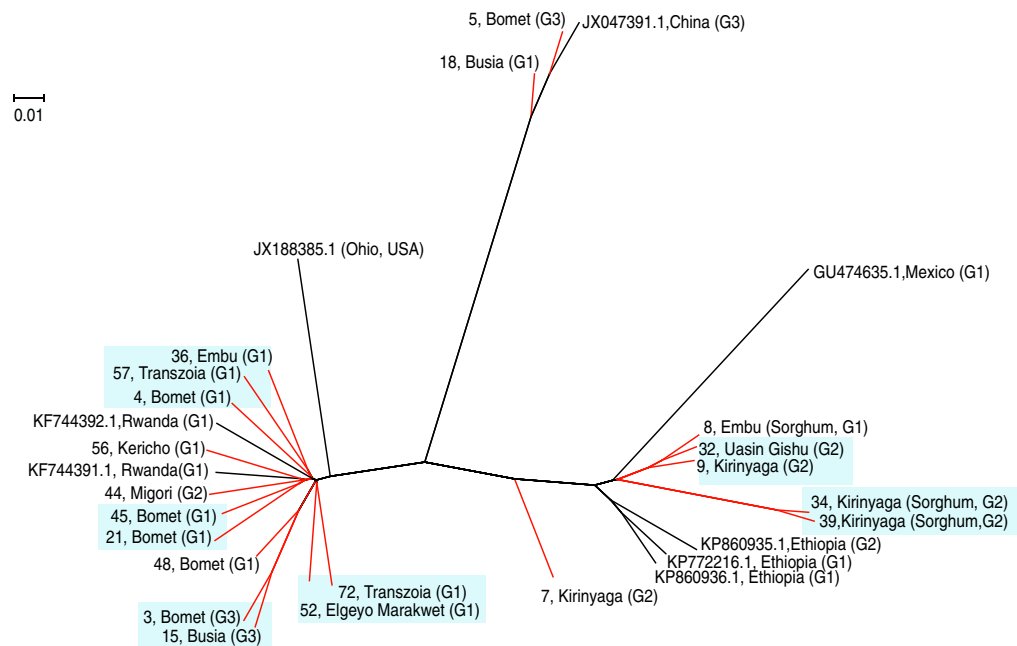 5, Bomet (G3)
JX047391.1,China (G3)
18, Busia (G1)
0.01
JX188385.1 (Ohio, USA)
GU474635.1,Mexico (G1)
36, Embu (G1)
57, Transzoia (G1)
4, Bomet (G1)
KF744392.1,Rwanda (G1)
56, Kericho (G1)
KF744391.1, Rwanda(G1)
44, Migori (G2)
45, Bomet (G1)
21, Bomet (G1)
48, Bomet (G1)
3, Bomet (G3)
15, Busia (G3)
72, Transzoia (G1)
52, Elgeyo Marakwet (G1)
7, Kirinyaga (G2)
8, Embu (Sorghum, G1)
32, Uasin Gishu (G2)
9, Kirinyaga (G2)
34, Kirinyaga (Sorghum, G2)
39,Kirinyaga (Sorghum,G2)
KP860935.1,Ethiopia (G2)
KP772216.1, Ethiopia (G1)
KP860936.1, Ethiopia (G1)